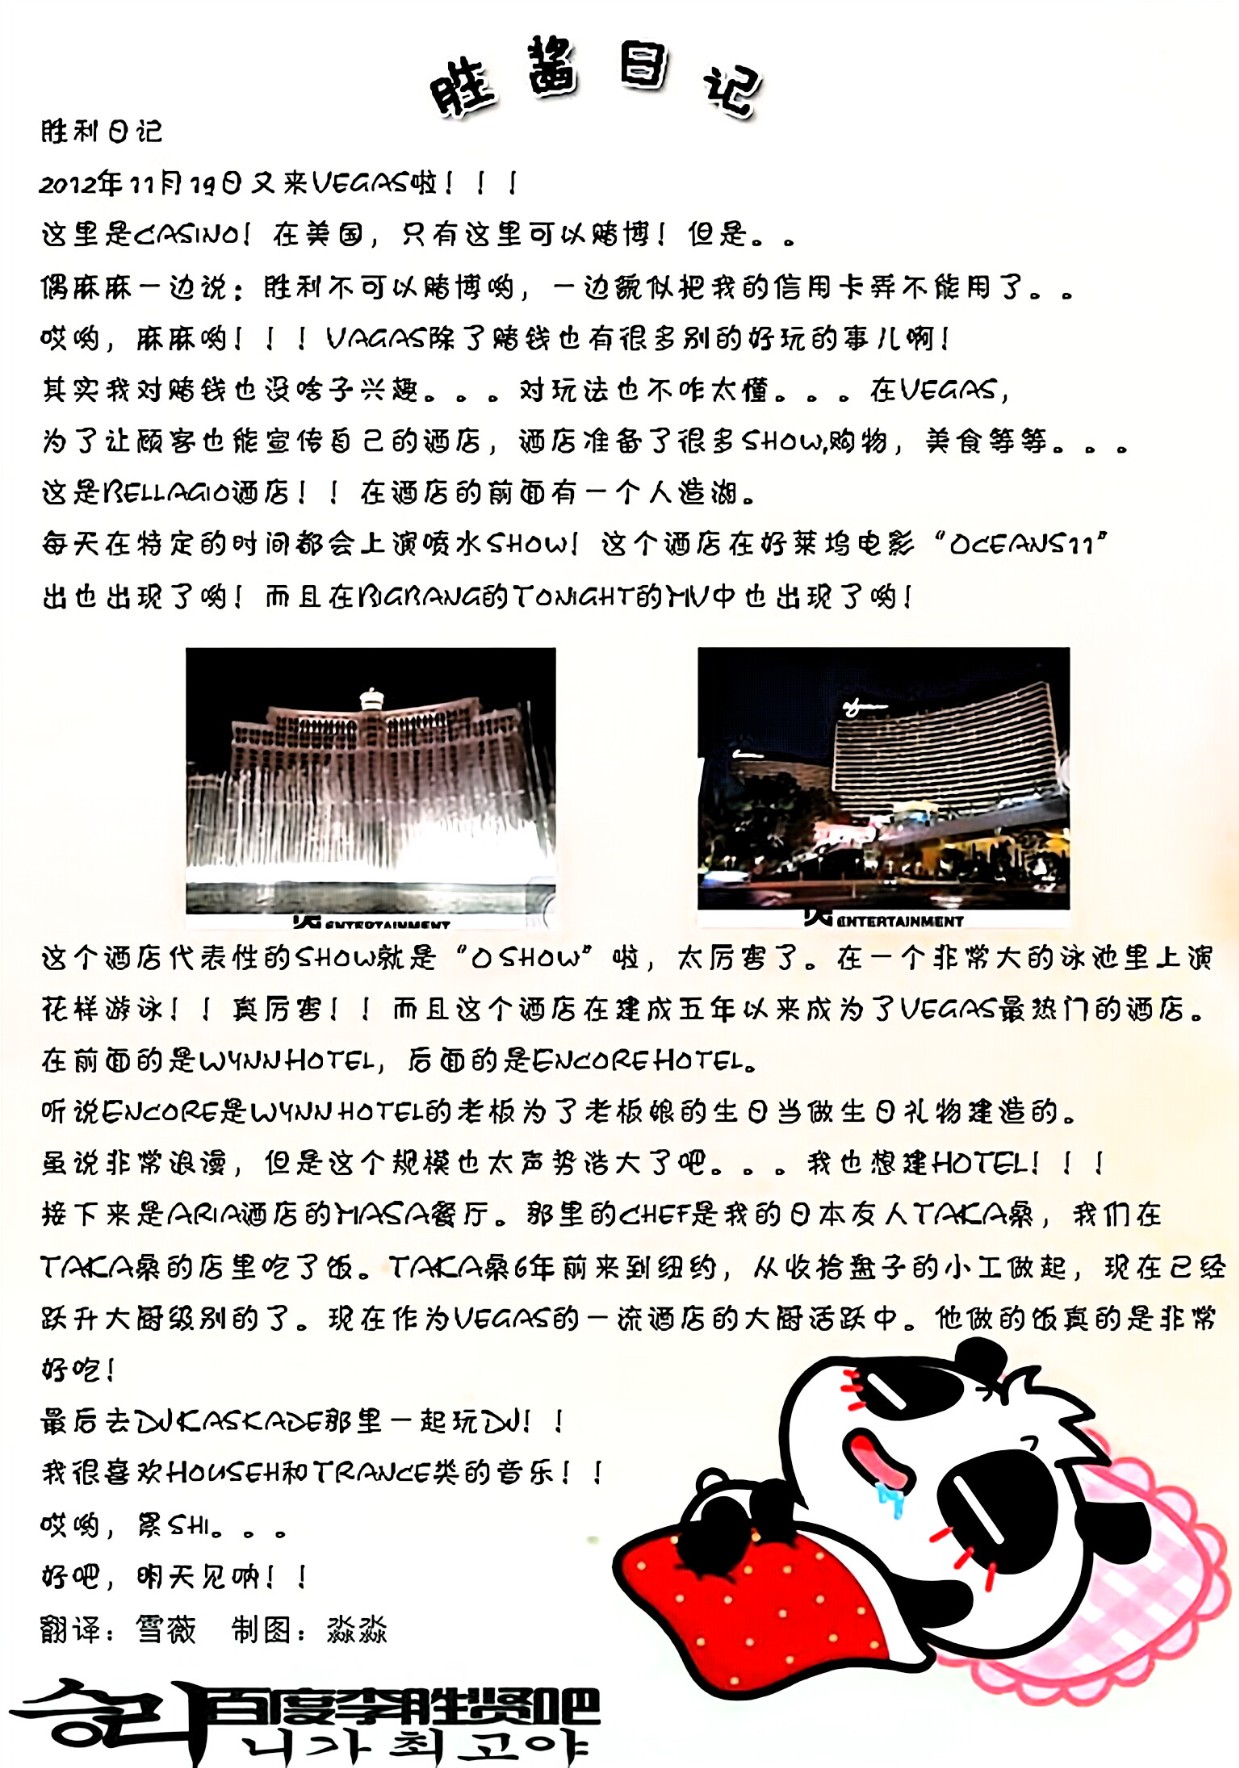 胜酱日记
胜利日记
2012年11月19日又来VEGAS啦！！！
这里是CASINO！在美国，只有这里可以赌博！但是。。
偶麻麻一边说：胜利不可以赌博哟，一边貌似把我的信用卡弄不能用了。。
哎哟，麻麻哟！！！VAGAS除了赌钱也有很多别的好玩的事儿啊！
其实我对赌钱也没啥子兴趣。。。对玩法也不咋太懂。。。在VEGAS，
为了让顾客也能宣传自己的酒店，酒店准备了很多SHOW,购物，美食等等。。。
这是BELLAGIO酒店！！在酒店的前面有一个人造湖。
每天在特定的时间都会上演喷水SHOW！这个酒店在好莱坞电影“OCEANS11”
出也出现了哟！而且在BIGBANG的TONIGHT的MV中也出现了哟！
YG ENTERTAINMENT
YG ENTERTAINMENT
这个酒店代表性的SHOW就是“O SHOW”啦，太厉害了。在一个非常大的泳池里上演
花样游泳！！真厉害！！而且这个酒店在建成五年以来成为了VEGAS最热门的酒店。
在前面的是WYNN HOTEL，后面的是ENCORE HOTEL。
听说ENCORE是WYNN HOTEL的老板为了老板娘的生日当做生日礼物建造的。
虽说非常浪漫，但是这个规模也太声势浩大了吧。。。我也想建HOTEL！！！
接下来是ARIA酒店的MASA餐厅。那里的CHEF是我的日本友人TAKA桑，我们在
TAKA桑的店里吃了饭。TAKA桑6年前来到纽约，从收拾盘子的小工做起，现在已经
跃升大厨级别的了。现在作为VEGAS的一流酒店的大厨活跃中。他做的饭真的是非常
好吃！
最后去DJ KASKADE那里一起玩DJ！！
我很喜欢HOUSEH和TRANCE类的音乐！！
哎哟，累SHI。。。
好吧，明天见呐！！
翻译：雪薇　制图：淼淼
승리百度李胜贤吧
니가 최고야